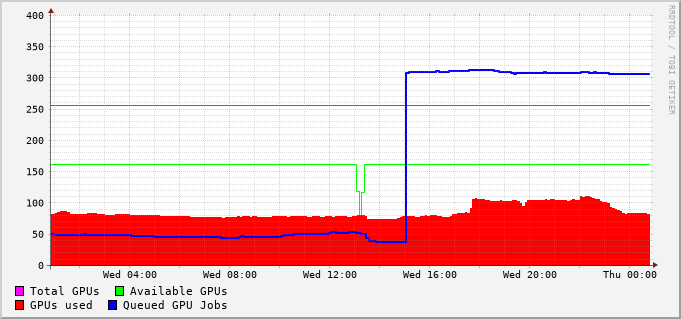 400
350
300
250
200
150
100
50
0
Wed 04:00 Wed 08:00 Wed 12:00 Wed 16:00 Wed 20:00 Thu 00:00
Total GPUs Available GPUs
GPUs used Queued GPU Jobs
RRDTOOL / TOBI OETIKER